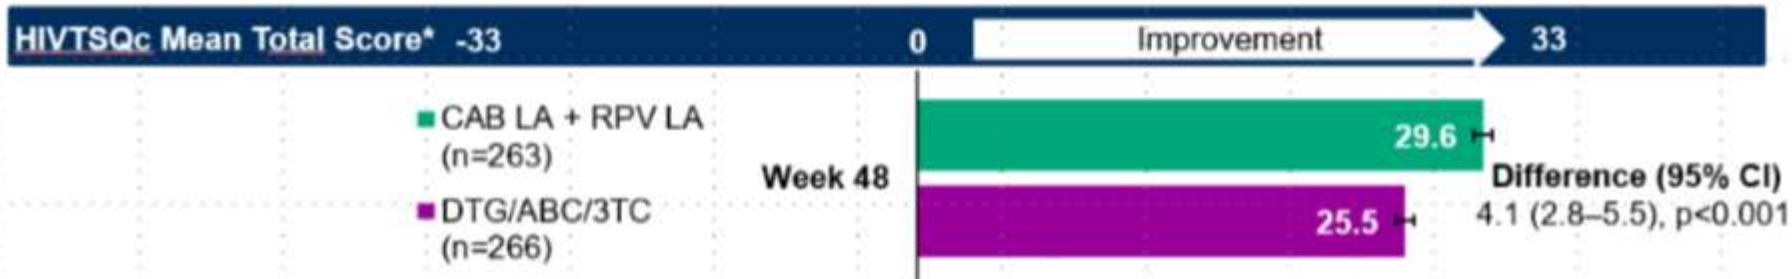 HIVTSQc Mean Total Score* -33 0 Improvement 33
CAB LA + RPV LA
(n=263)
29.6
Week 48
DTG/ABC/3TC
(n=266)
25.5
Difference (95% CI)
4.1 (2.8–5.5), p<0.001